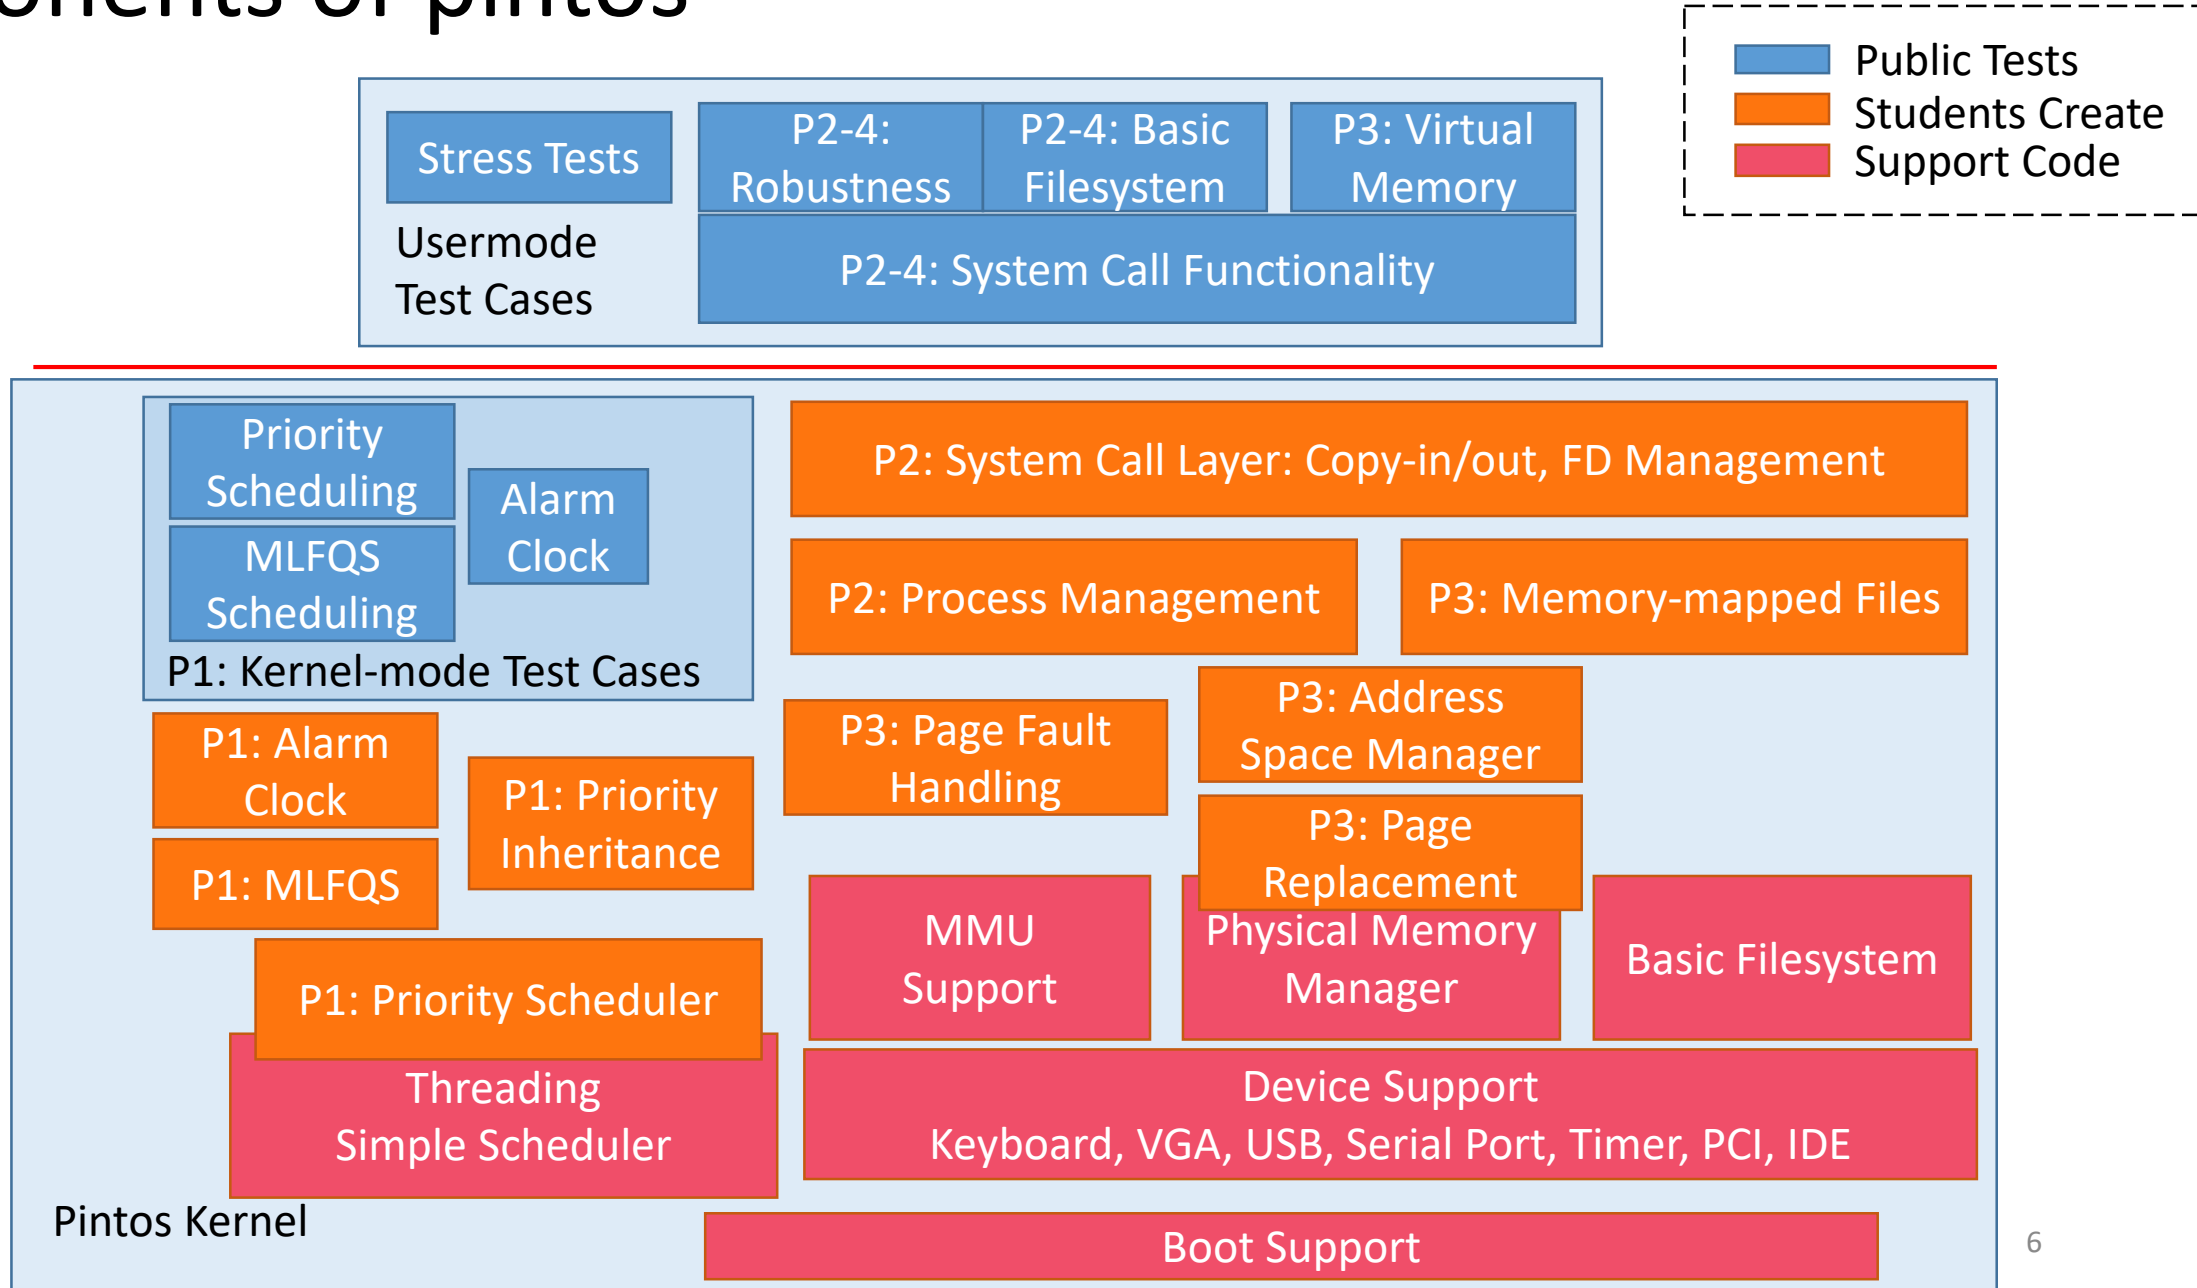 onents of pintos
Public Tests
Students Create
Support Code
Stress Tests
P2-4:
Robustness
P2-4: Basic
Filesystem
P3: Virtual
Memory
Usermode
Test Cases
P2-4: System Call Functionality
Priority
Scheduling
Alarm
Clock
MLFQS
Scheduling
P1: Kernel-mode Test Cases
P2: System Call Layer: Copy-in/out, FD Management
P2: Process Management
P3: Memory-mapped Files
P1: Alarm
Clock
P1: Priority
Inheritance
P1: MLFQS
P3: Page Fault
Handling
P3: Address
Space Manager
P3: Page
Replacement
P1: Priority Scheduler
MMU
Support
Physical Memory
Manager
Basic Filesystem
Threading
Simple Scheduler
Device Support
Keyboard, VGA, USB, Serial Port, Timer, PCI, IDE
Pintos Kernel
Boot Support
6